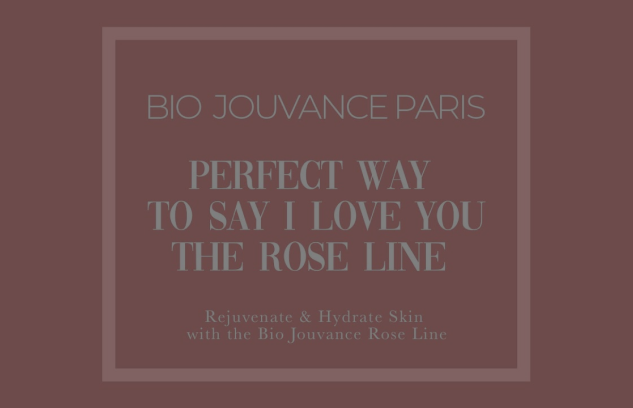 BIO JOUVANCE PARIS
PERFECT WAY
TO SAY I LOVE YOU
THE ROSE LINE
Rejuvenate & Hydrate Skin
with the Bio Jouvance Rose Line